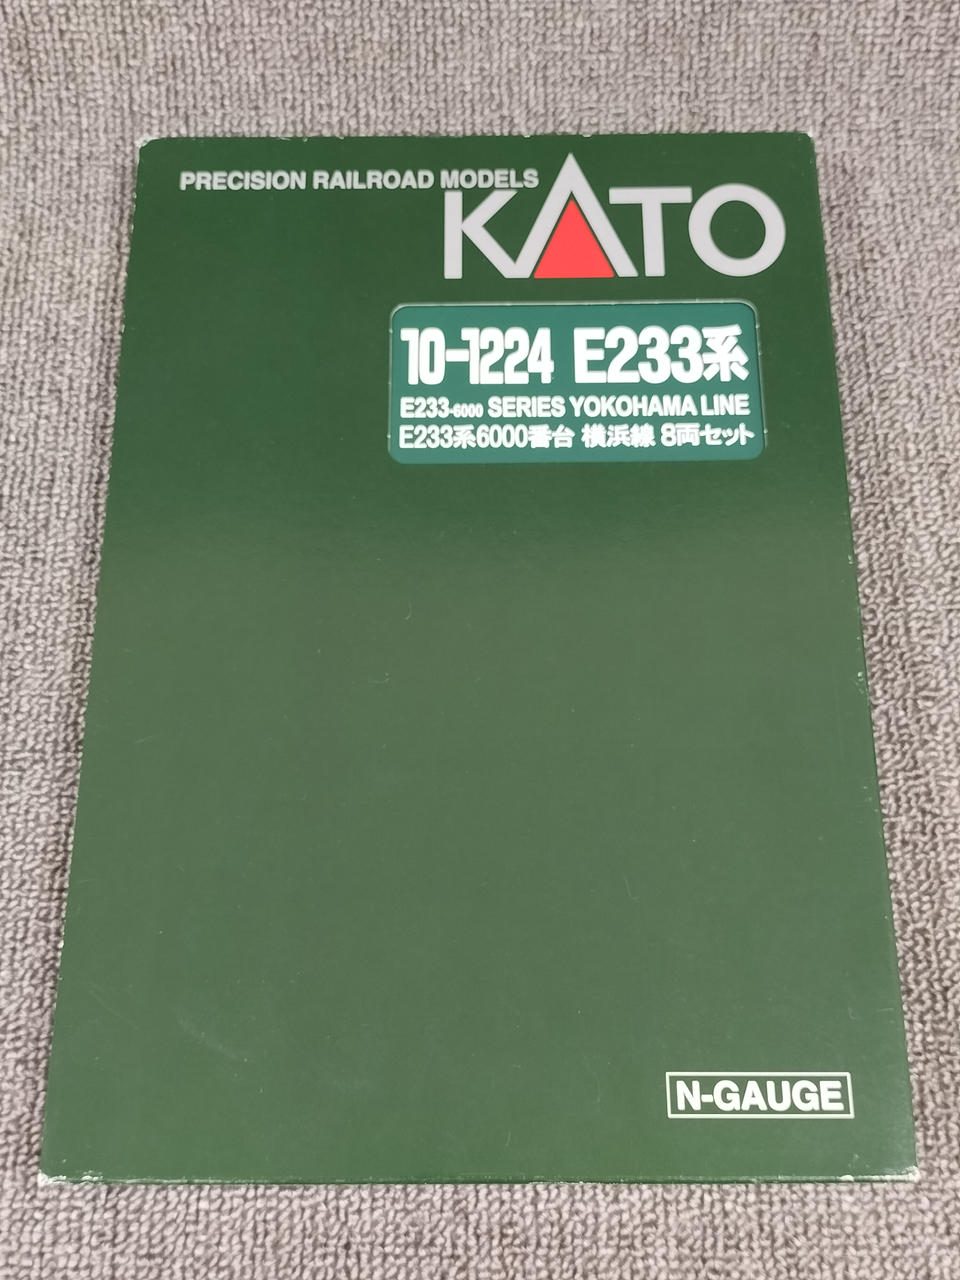 PRECISION RAILROAD MODELS
KATO
10-1224 E233系
E233-6000 SERIES YOKOHAMA LINE
E233系6000番台 横浜線 8両セット
N-GAUGE